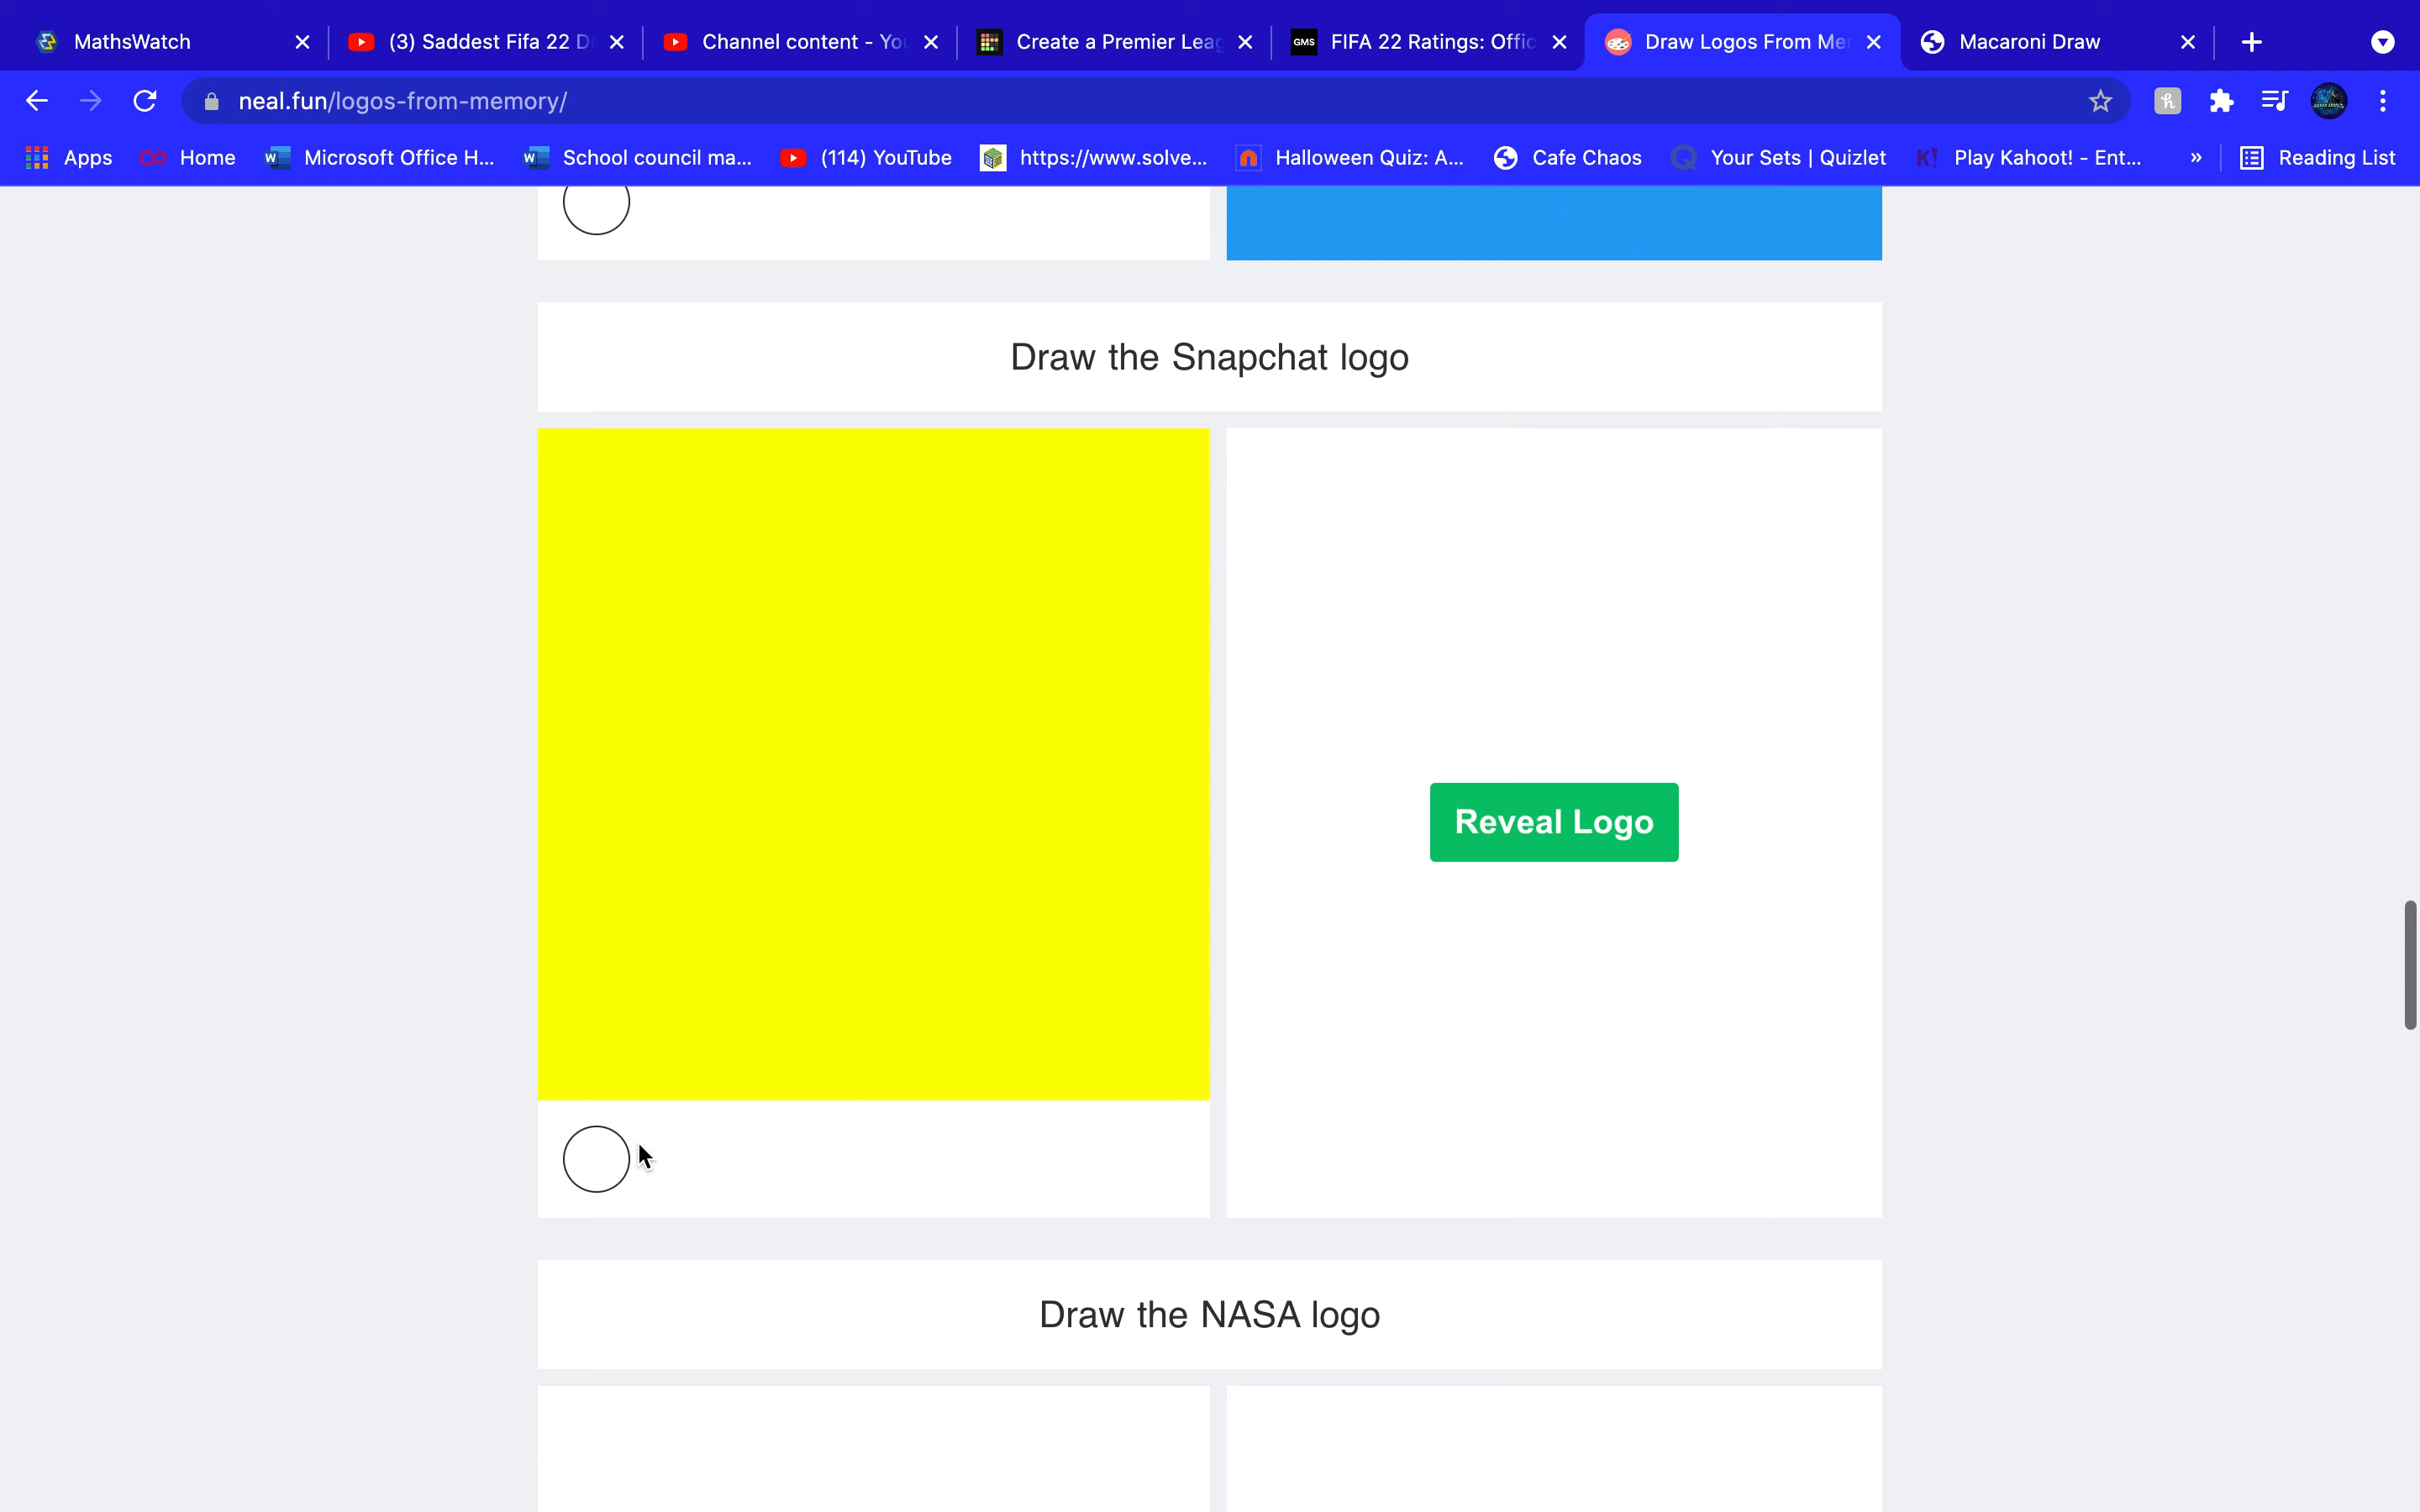 MathsWatch
(3) Saddest Fifa 22 D
Channel content - You
Create a Premier Leag
GMS
FIFA 22 Ratings: Offic
Draw Logos From Me
Macaroni Draw
neal.fun/logos-from-memory/
Apps
Home
Microsoft Office H...
School council ma...
(114) YouTube
https://www.solve...
Halloween Quiz: A...
Cafe Chaos
Your Sets | Quizlet
K!
Play Kahoot! - Ent...
»
Reading List
Draw the Snapchat logo
Reveal Logo
Draw the NASA logo